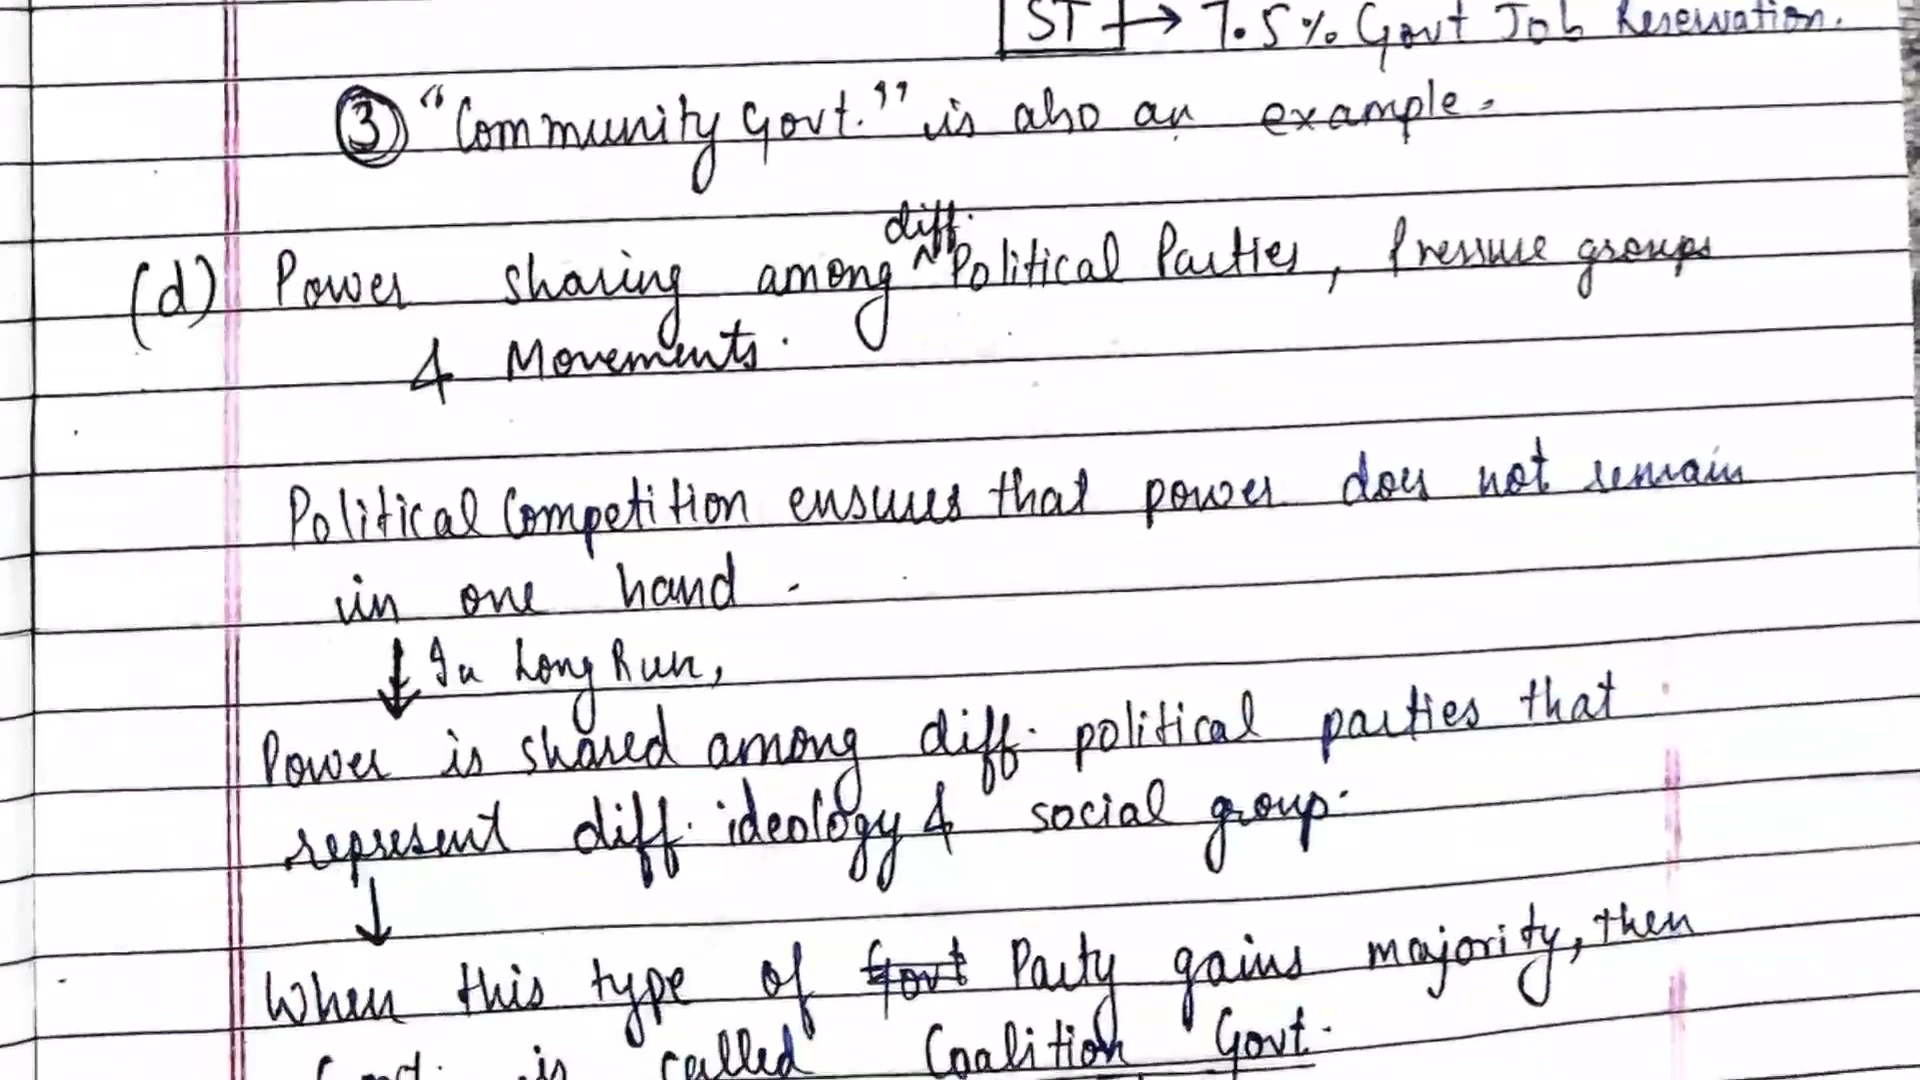 ST → 7.5% Govt Job Reservation.
③ "Community Govt." is also an example.
diff.
(d) Power sharing among ^ Political Parties, Pressure groups
& Movements.
Political Competition ensures that power does not remain
in one hand.
↓ In Long Run,
Power is shared among diff. political parties that
represent diff. ideology & social group.
↓
When this type of Govt Party gains majority, then
Govt. is called Coalition Govt.